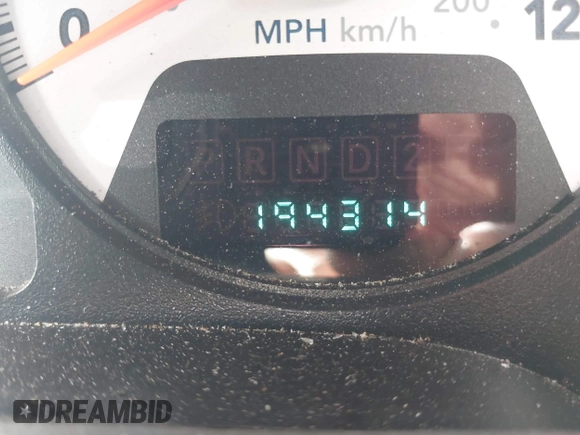 0 200 12
MPH km/h
P R N D 2
194314
DREAMBID